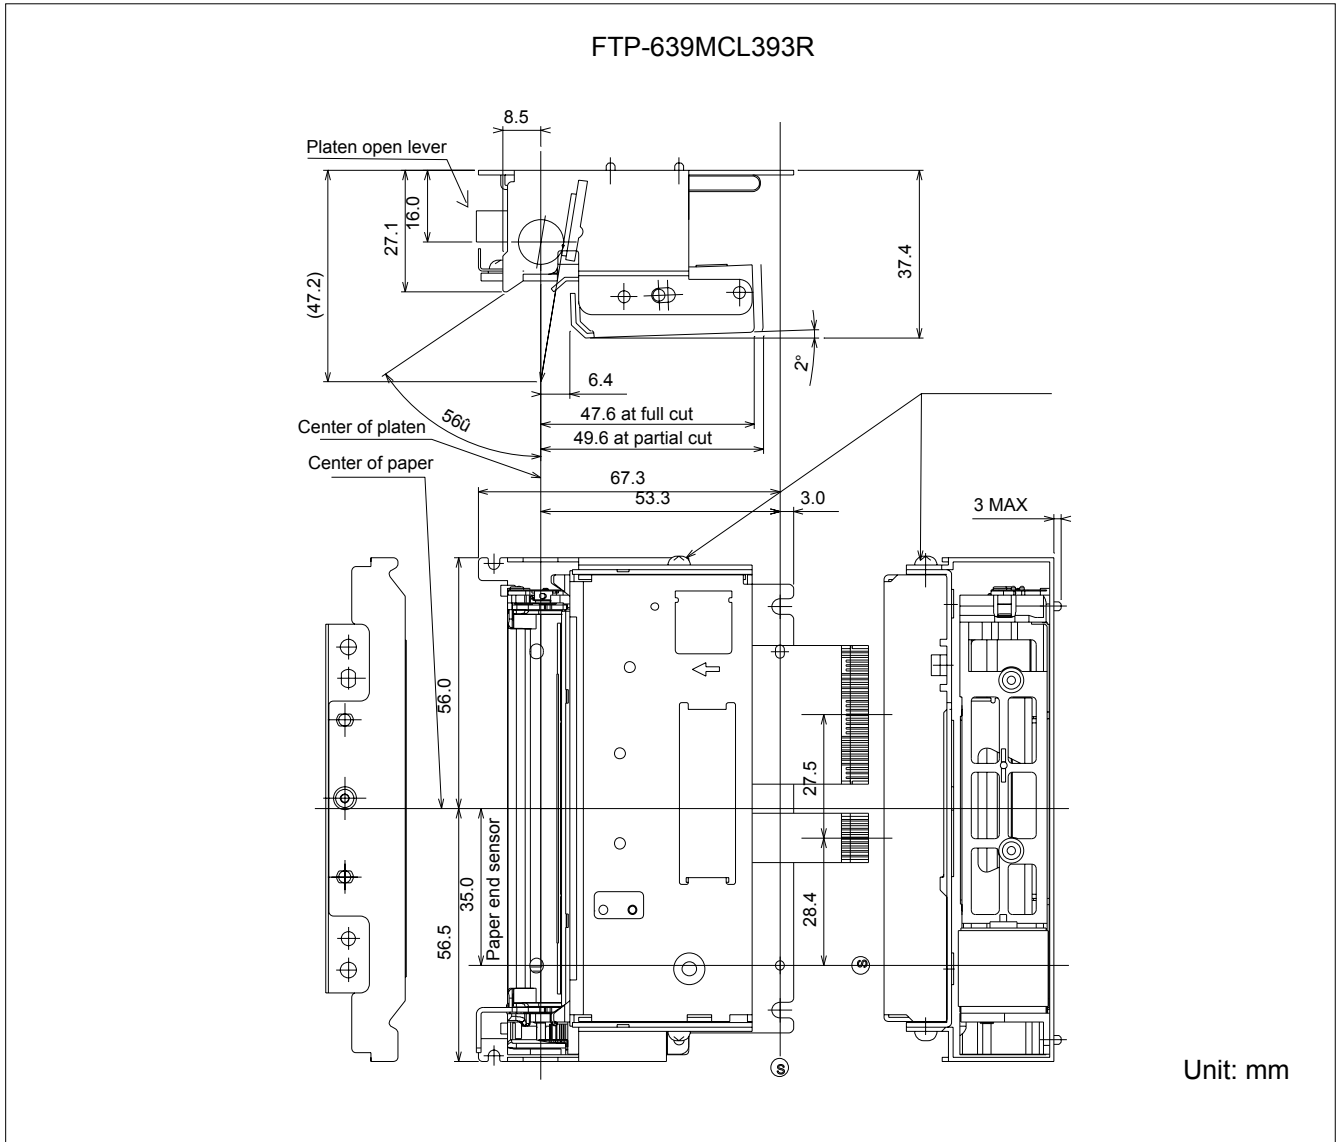 FTP-639MCL393R
8.5
Platen open lever
16.0
27.1
(47.2)
37.4
2°
6.4
56û
47.6 at full cut
49.6 at partial cut
Center of platen
Center of paper
67.3
53.3
3.0
3 MAX
56.0
27.5
35.0
Paper end sensor
56.5
28.4
S
S
Unit: mm